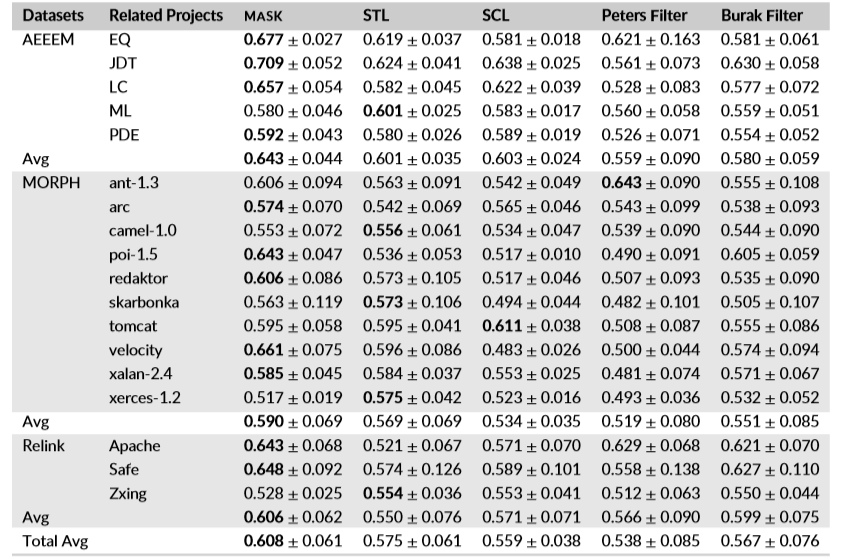 Datasets Related Projects MASK STL SCL Peters Filter Burak Filter
AEEEM EQ 0.677 ± 0.027 0.619 ± 0.037 0.581 ± 0.018 0.621 ± 0.163 0.581 ± 0.061
JDT 0.709 ± 0.052 0.624 ± 0.041 0.638 ± 0.025 0.561 ± 0.073 0.630 ± 0.058
LC 0.657 ± 0.054 0.582 ± 0.045 0.622 ± 0.039 0.528 ± 0.083 0.577 ± 0.072
ML 0.580 ± 0.046 0.601 ± 0.025 0.583 ± 0.017 0.560 ± 0.058 0.559 ± 0.051
PDE 0.592 ± 0.043 0.580 ± 0.026 0.589 ± 0.019 0.526 ± 0.071 0.554 ± 0.052
Avg 0.643 ± 0.044 0.601 ± 0.035 0.603 ± 0.024 0.559 ± 0.090 0.580 ± 0.059
MORPH ant-1.3 0.606 ± 0.094 0.563 ± 0.091 0.542 ± 0.049 0.643 ± 0.090 0.555 ± 0.108
arc 0.574 ± 0.070 0.542 ± 0.069 0.565 ± 0.046 0.543 ± 0.099 0.538 ± 0.093
camel-1.0 0.553 ± 0.072 0.556 ± 0.061 0.534 ± 0.047 0.539 ± 0.090 0.544 ± 0.090
poi-1.5 0.643 ± 0.047 0.536 ± 0.053 0.517 ± 0.010 0.490 ± 0.091 0.605 ± 0.059
redaktor 0.606 ± 0.086 0.573 ± 0.105 0.517 ± 0.046 0.507 ± 0.093 0.535 ± 0.090
skarbonka 0.563 ± 0.119 0.573 ± 0.106 0.494 ± 0.044 0.482 ± 0.101 0.505 ± 0.107
tomcat 0.595 ± 0.058 0.595 ± 0.041 0.611 ± 0.038 0.508 ± 0.087 0.555 ± 0.086
velocity 0.661 ± 0.075 0.596 ± 0.086 0.483 ± 0.026 0.500 ± 0.044 0.574 ± 0.094
xalan-2.4 0.585 ± 0.045 0.584 ± 0.037 0.553 ± 0.025 0.481 ± 0.074 0.571 ± 0.067
xerces-1.2 0.517 ± 0.019 0.575 ± 0.042 0.523 ± 0.016 0.493 ± 0.036 0.532 ± 0.052
Avg 0.590 ± 0.069 0.569 ± 0.069 0.534 ± 0.035 0.519 ± 0.080 0.551 ± 0.085
Relink Apache 0.643 ± 0.068 0.521 ± 0.067 0.571 ± 0.070 0.629 ± 0.068 0.621 ± 0.070
Safe 0.648 ± 0.092 0.574 ± 0.126 0.589 ± 0.101 0.558 ± 0.138 0.627 ± 0.110
Zxing 0.528 ± 0.025 0.554 ± 0.036 0.553 ± 0.041 0.512 ± 0.063 0.550 ± 0.044
Avg 0.606 ± 0.062 0.550 ± 0.076 0.571 ± 0.071 0.566 ± 0.090 0.599 ± 0.075
Total Avg 0.608 ± 0.061 0.575 ± 0.061 0.559 ± 0.038 0.538 ± 0.085 0.567 ± 0.076